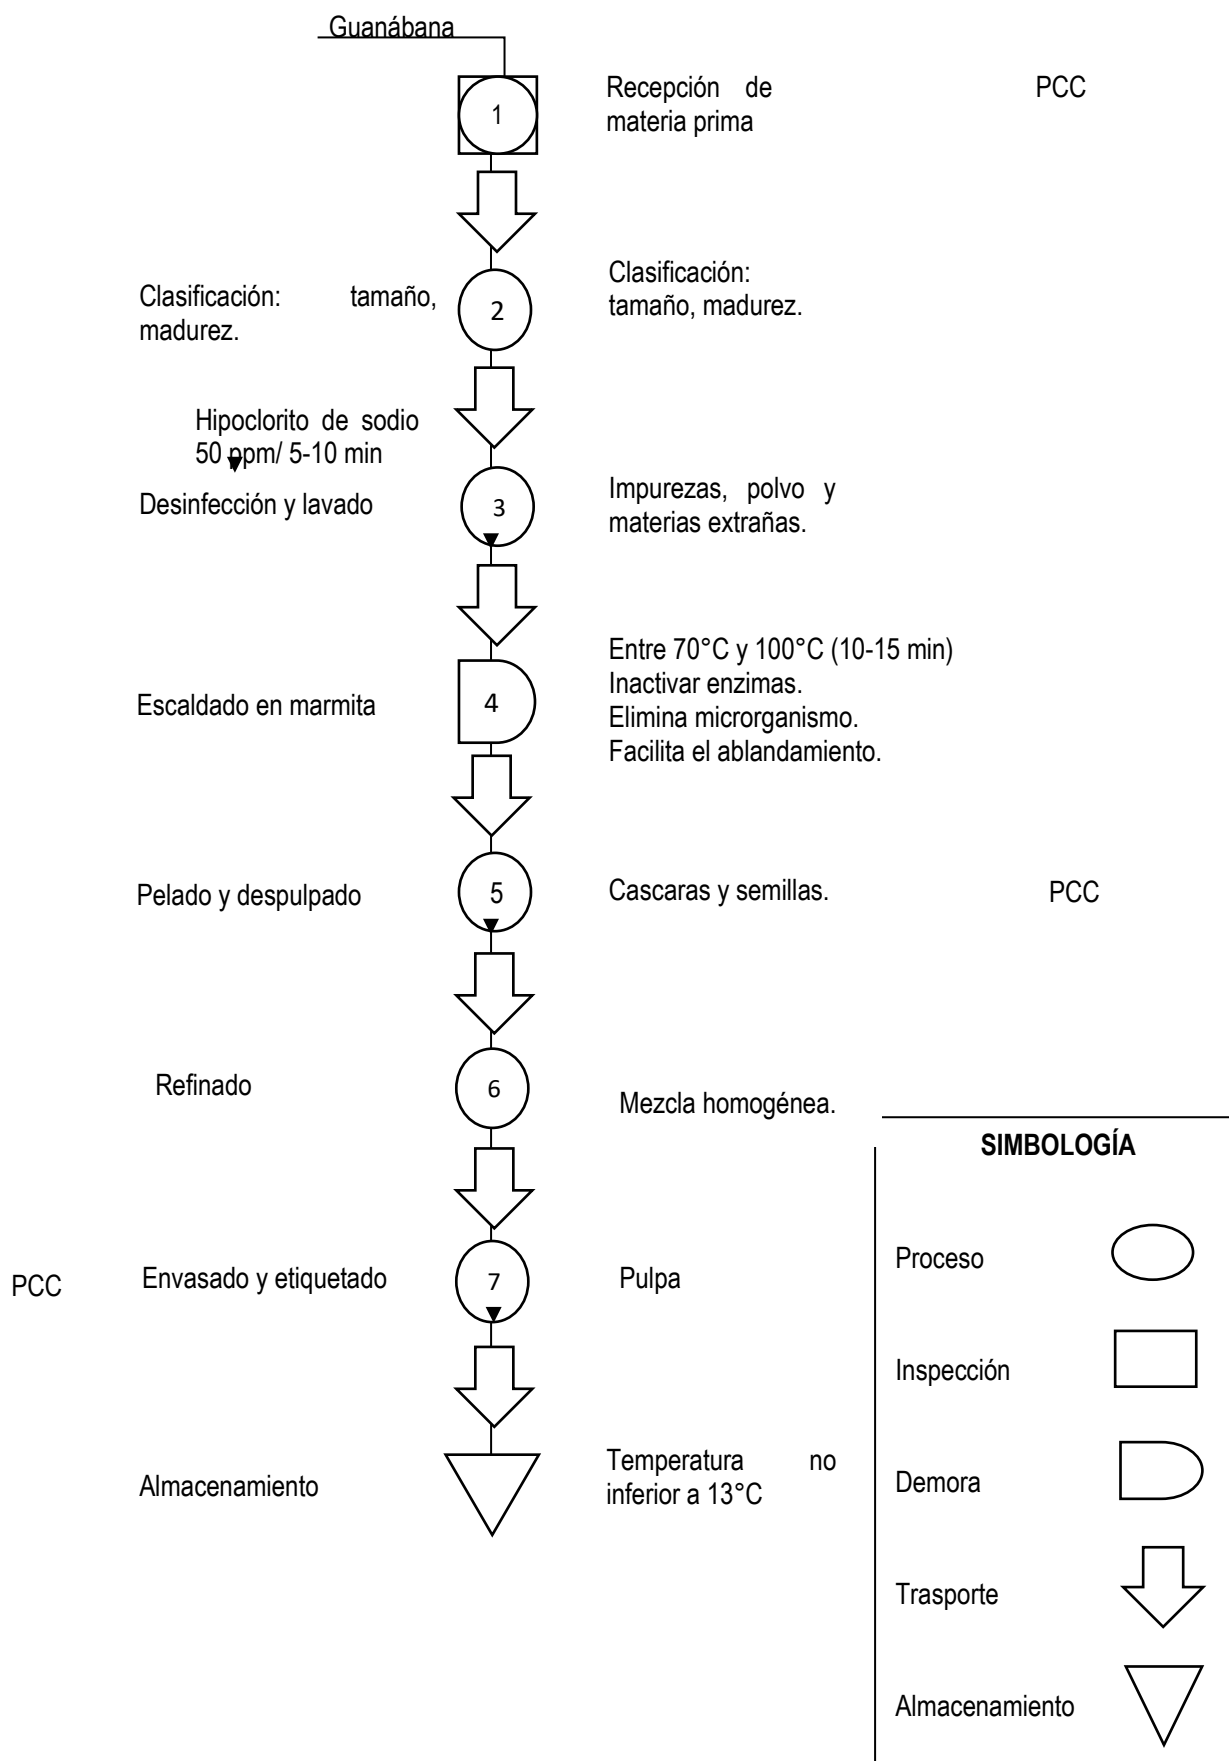 Guanábana
1
Recepción de
materia prima
PCC
Clasificación: tamaño,
madurez.
2
Clasificación:
tamaño, madurez.
Hipoclorito de sodio
50 ppm/ 5-10 min
Desinfección y lavado
3
Impurezas, polvo y
materias extrañas.
Escaldado en marmita
4
Entre 70°C y 100°C (10-15 min)
Inactivar enzimas.
Elimina microrganismo.
Facilita el ablandamiento.
Pelado y despulpado
5
Cascaras y semillas.
PCC
Refinado
6
Mezcla homogénea.
PCC
Envasado y etiquetado
7
Pulpa
Almacenamiento
Temperatura no
inferior a 13°C
SIMBOLOGÍA
Proceso
Inspección
Demora
Trasporte
Almacenamiento